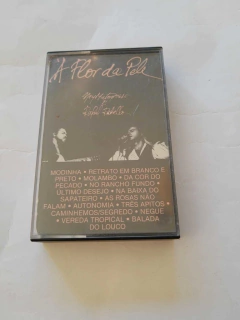 À Flor da Pele
MODINHA • RETRATO EM BRANCO E
PRETO • MOLAMBO • DA COR DO
PECADO • NO RANCHO FUNDO •
ÚLTIMO DESEJO • NA BAIXA DO
SAPATEIRO • AS ROSAS NÃO
FALAM • AUTONOMIA • TRÊS APITOS •
CAMINHEMOS/SEGREDO • NEGUE •
VEREDA TROPICAL • BALADA
DO LOUCO